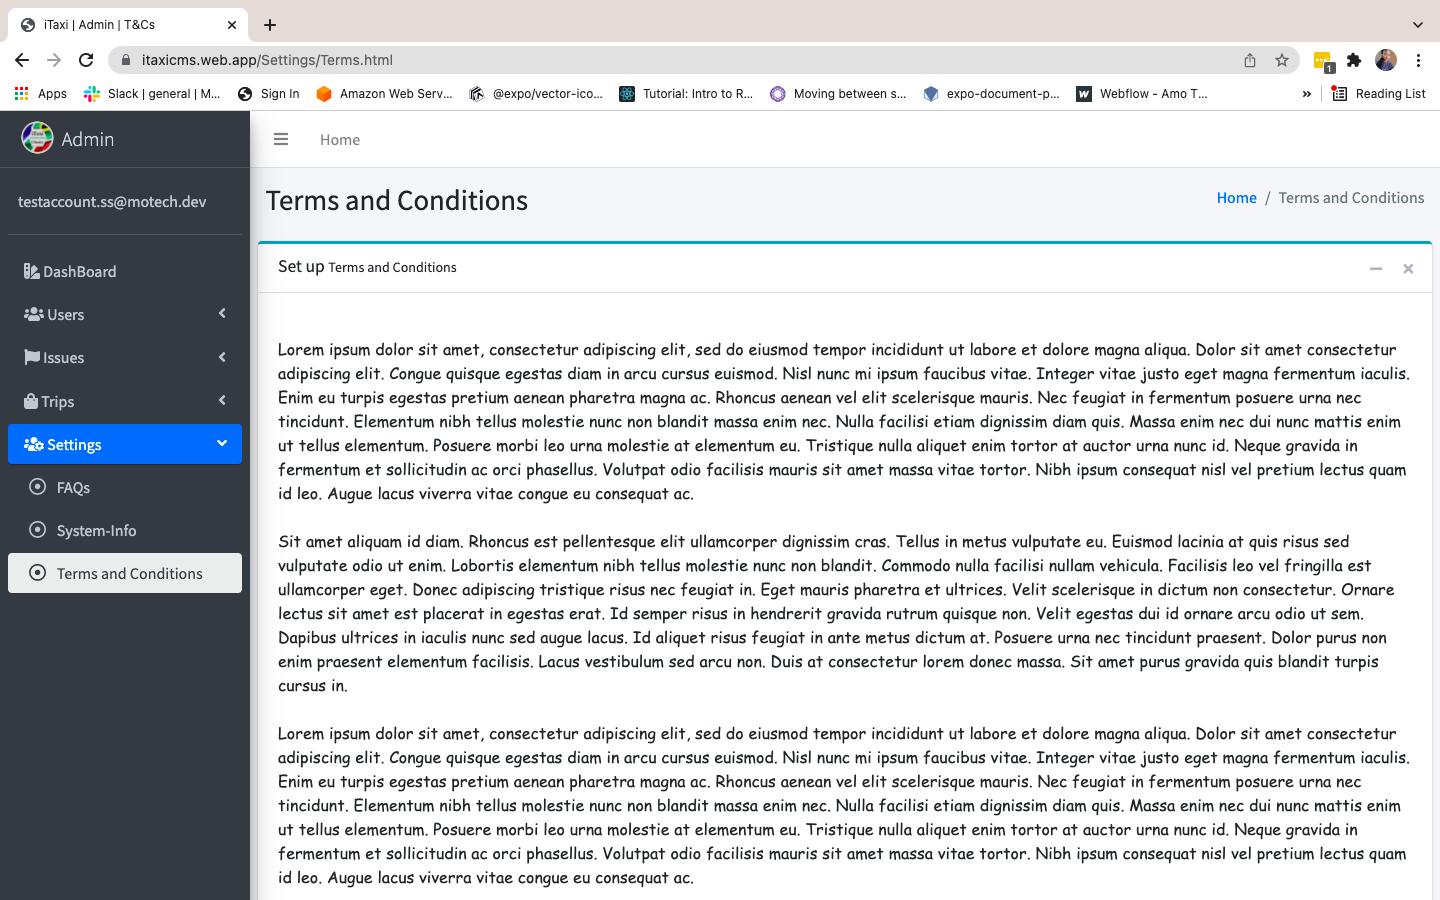 iTaxi | Admin | T&Cs
itaxicms.web.app/Settings/Terms.html
1
Apps
Slack | general | M...
Sign In
Amazon Web Serv...
@expo/vector-ico...
Tutorial: Intro to R...
Moving between s...
expo-document-p...
Webflow - Amo T...
»
Reading List
Admin
Home
testaccount.ss@motech.dev
DashBoard
Users
Issues
Trips
Settings
FAQs
System-Info
Terms and Conditions
Terms and Conditions
Home / Terms and Conditions
Set up Terms and Conditions
Lorem ipsum dolor sit amet, consectetur adipiscing elit, sed do eiusmod tempor incididunt ut labore et dolore magna aliqua. Dolor sit amet consectetur
adipiscing elit. Congue quisque egestas diam in arcu cursus euismod. Nisl nunc mi ipsum faucibus vitae. Integer vitae justo eget magna fermentum iaculis.
Enim eu turpis egestas pretium aenean pharetra magna ac. Rhoncus aenean vel elit scelerisque mauris. Nec feugiat in fermentum posuere urna nec
tincidunt. Elementum nibh tellus molestie nunc non blandit massa enim nec. Nulla facilisi etiam dignissim diam quis. Massa enim nec dui nunc mattis enim
ut tellus elementum. Posuere morbi leo urna molestie at elementum eu. Tristique nulla aliquet enim tortor at auctor urna nunc id. Neque gravida in
fermentum et sollicitudin ac orci phasellus. Volutpat odio facilisis mauris sit amet massa vitae tortor. Nibh ipsum consequat nisl vel pretium lectus quam
id leo. Augue lacus viverra vitae congue eu consequat ac.
Sit amet aliquam id diam. Rhoncus est pellentesque elit ullamcorper dignissim cras. Tellus in metus vulputate eu. Euismod lacinia at quis risus sed
vulputate odio ut enim. Lobortis elementum nibh tellus molestie nunc non blandit. Commodo nulla facilisi nullam vehicula. Facilisis leo vel fringilla est
ullamcorper eget. Donec adipiscing tristique risus nec feugiat in. Eget mauris pharetra et ultrices. Velit scelerisque in dictum non consectetur. Ornare
lectus sit amet est placerat in egestas erat. Id semper risus in hendrerit gravida rutrum quisque non. Velit egestas dui id ornare arcu odio ut sem.
Dapibus ultrices in iaculis nunc sed augue lacus. Id aliquet risus feugiat in ante metus dictum at. Posuere urna nec tincidunt praesent. Dolor purus non
enim praesent elementum facilisis. Lacus vestibulum sed arcu non. Duis at consectetur lorem donec massa. Sit amet purus gravida quis blandit turpis
cursus in.
Lorem ipsum dolor sit amet, consectetur adipiscing elit, sed do eiusmod tempor incididunt ut labore et dolore magna aliqua. Dolor sit amet consectetur
adipiscing elit. Congue quisque egestas diam in arcu cursus euismod. Nisl nunc mi ipsum faucibus vitae. Integer vitae justo eget magna fermentum iaculis.
Enim eu turpis egestas pretium aenean pharetra magna ac. Rhoncus aenean vel elit scelerisque mauris. Nec feugiat in fermentum posuere urna nec
tincidunt. Elementum nibh tellus molestie nunc non blandit massa enim nec. Nulla facilisi etiam dignissim diam quis. Massa enim nec dui nunc mattis enim
ut tellus elementum. Posuere morbi leo urna molestie at elementum eu. Tristique nulla aliquet enim tortor at auctor urna nunc id. Neque gravida in
fermentum et sollicitudin ac orci phasellus. Volutpat odio facilisis mauris sit amet massa vitae tortor. Nibh ipsum consequat nisl vel pretium lectus quam
id leo. Augue lacus viverra vitae congue eu consequat ac.